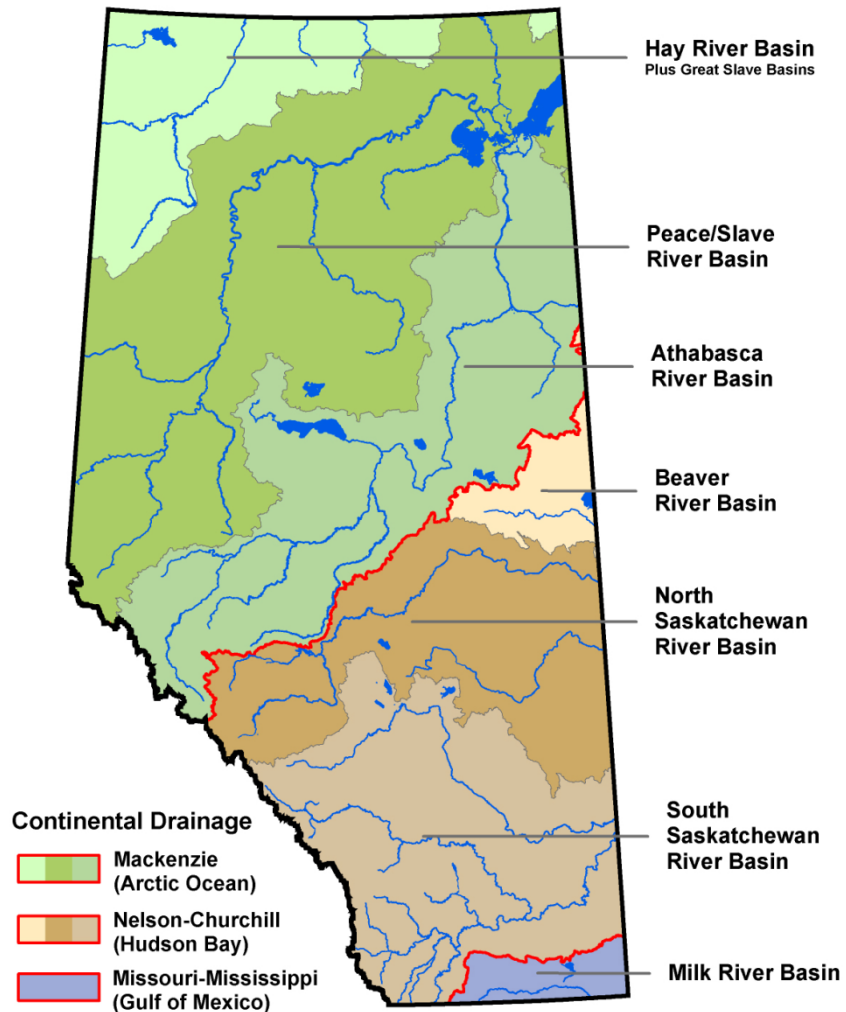 Hay River Basin
Plus Great Slave Basins
Peace/Slave
River Basin
Athabasca
River Basin
Beaver
River Basin
North
Saskatchewan
River Basin
South
Saskatchewan
River Basin
Milk River Basin
Continental Drainage
Mackenzie
(Arctic Ocean)
Nelson-Churchill
(Hudson Bay)
Missouri-Mississippi
(Gulf of Mexico)